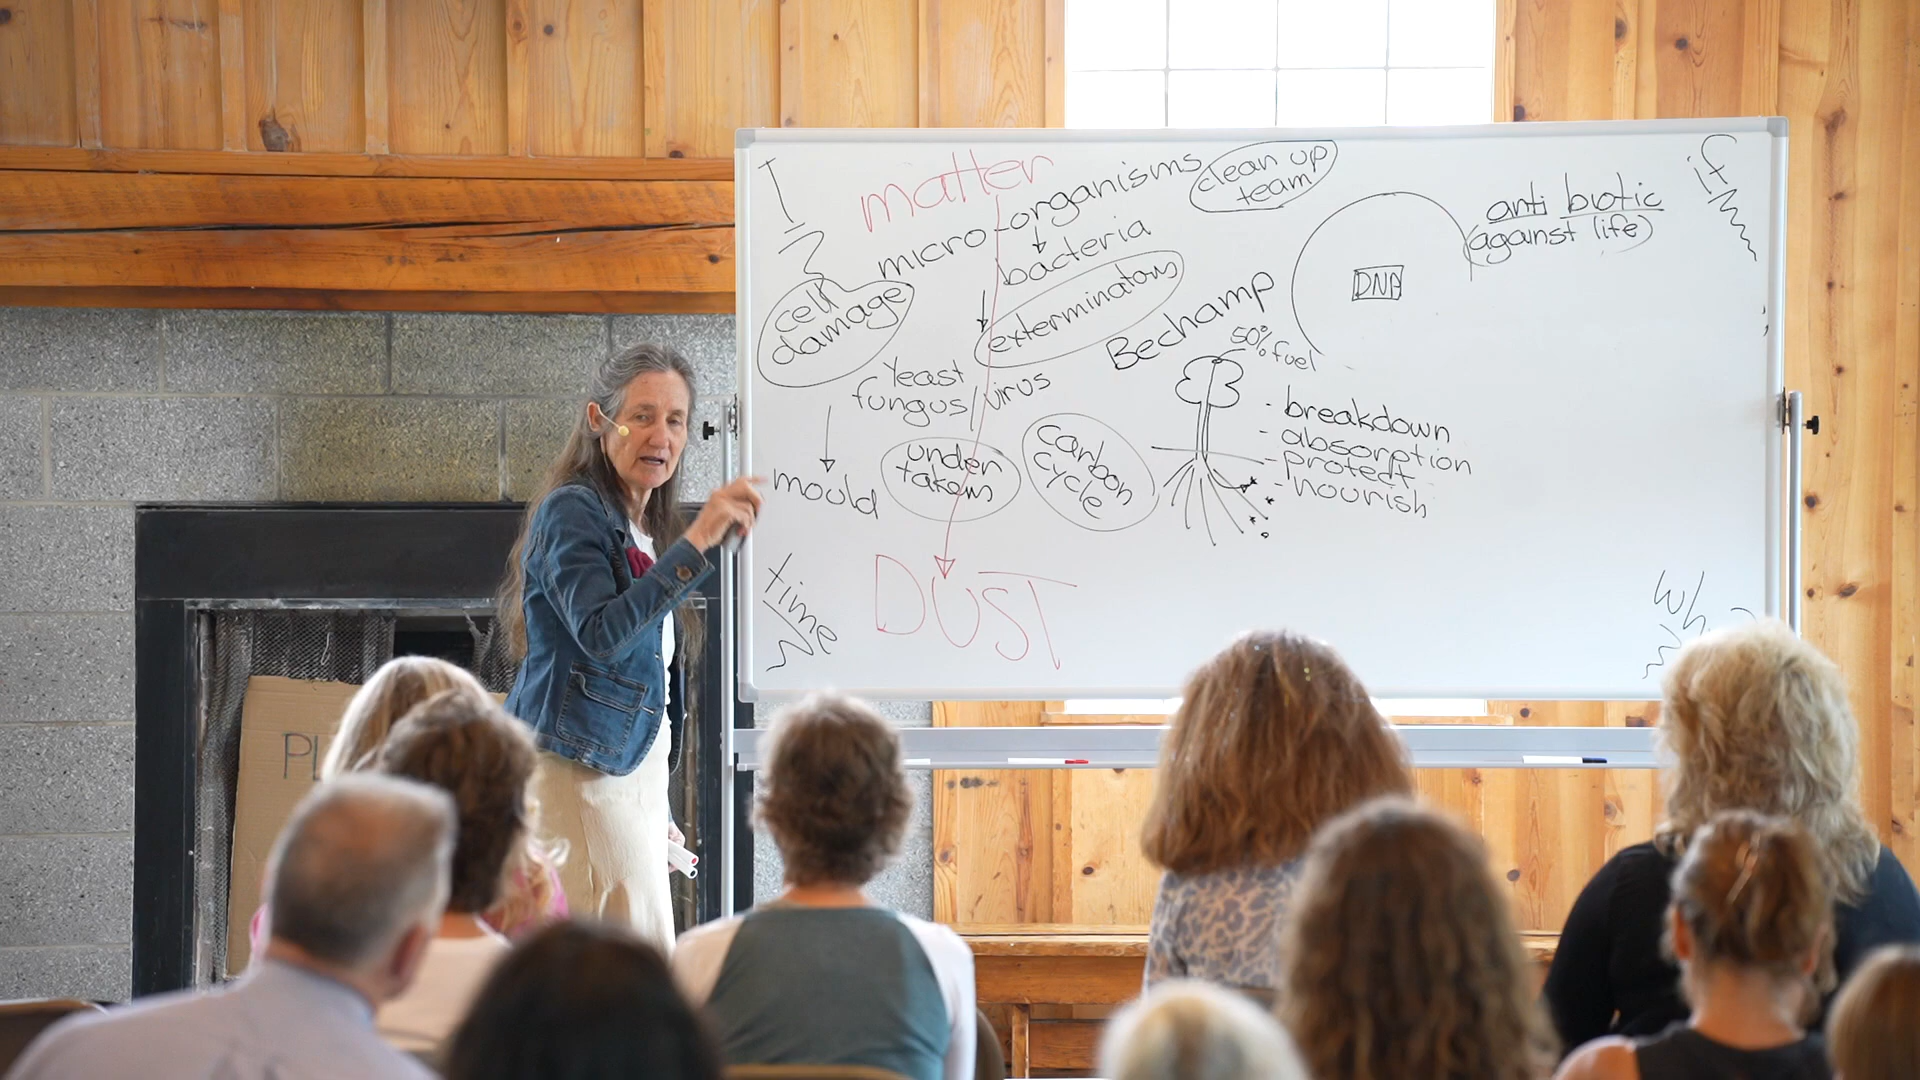 matter
micro-organisms
clean up
team
bacteria
exterminators
cell
damage
Yeast
fungus/virus
mould
under
takers
Carbon
cycle
Bechamp
50% fuel
- breakdown
- absorption
- protect
- nourish
DNA
anti biotic
(against life)
if
time
Wh
DUST
PL